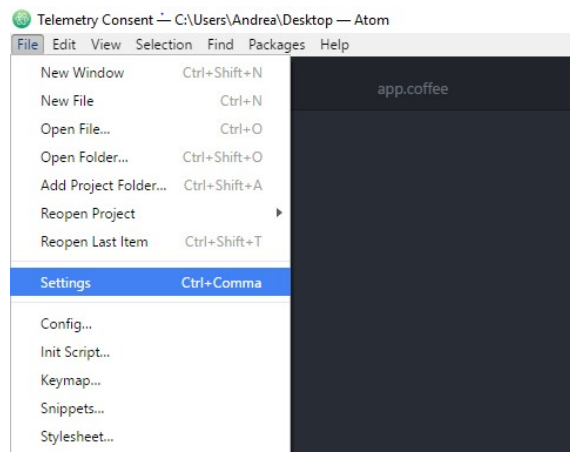 Telemetry Consent — C:\Users\Andrea\Desktop — Atom
File Edit View Selection Find Packages Help
New Window Ctrl+Shift+N
app.coffee
New File Ctrl+N
Open File... Ctrl+O
Open Folder... Ctrl+Shift+O
Add Project Folder... Ctrl+Shift+A
Reopen Project
Reopen Last Item Ctrl+Shift+T
Settings Ctrl+Comma
Config...
Init Script...
Keymap...
Snippets...
Stylesheet...